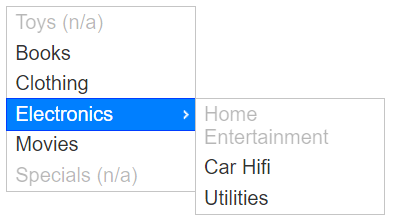 Toys (n/a)
Books
Clothing
Electronics
Movies
Specials (n/a)
Home
Entertainment
Car Hifi
Utilities